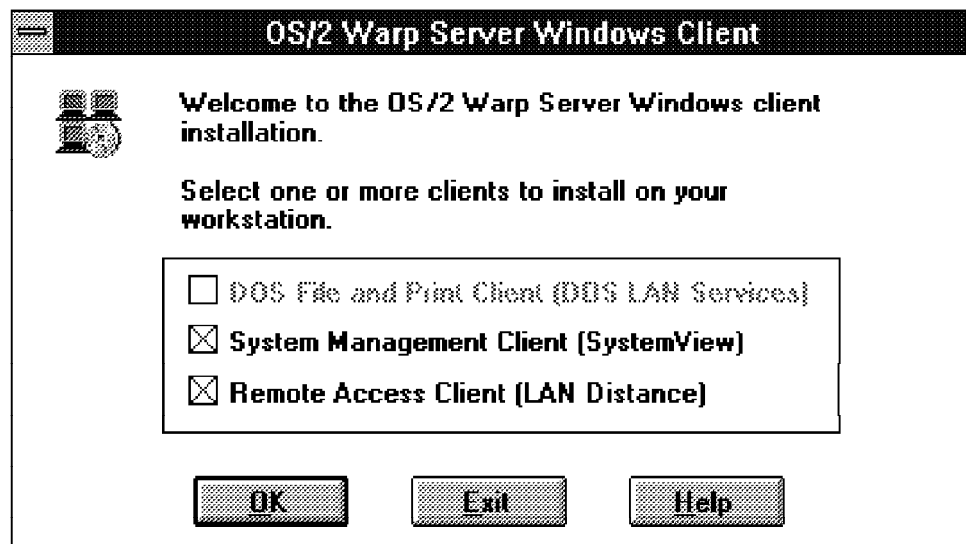 OS/2 Warp Server Windows Client
Welcome to the OS/2 Warp Server Windows client
installation.
Select one or more clients to install on your
workstation.
DOS File and Print Client (DOS LAN Services)
System Management Client (SystemView)
Remote Access Client (LAN Distance)
OK
Exit
Help